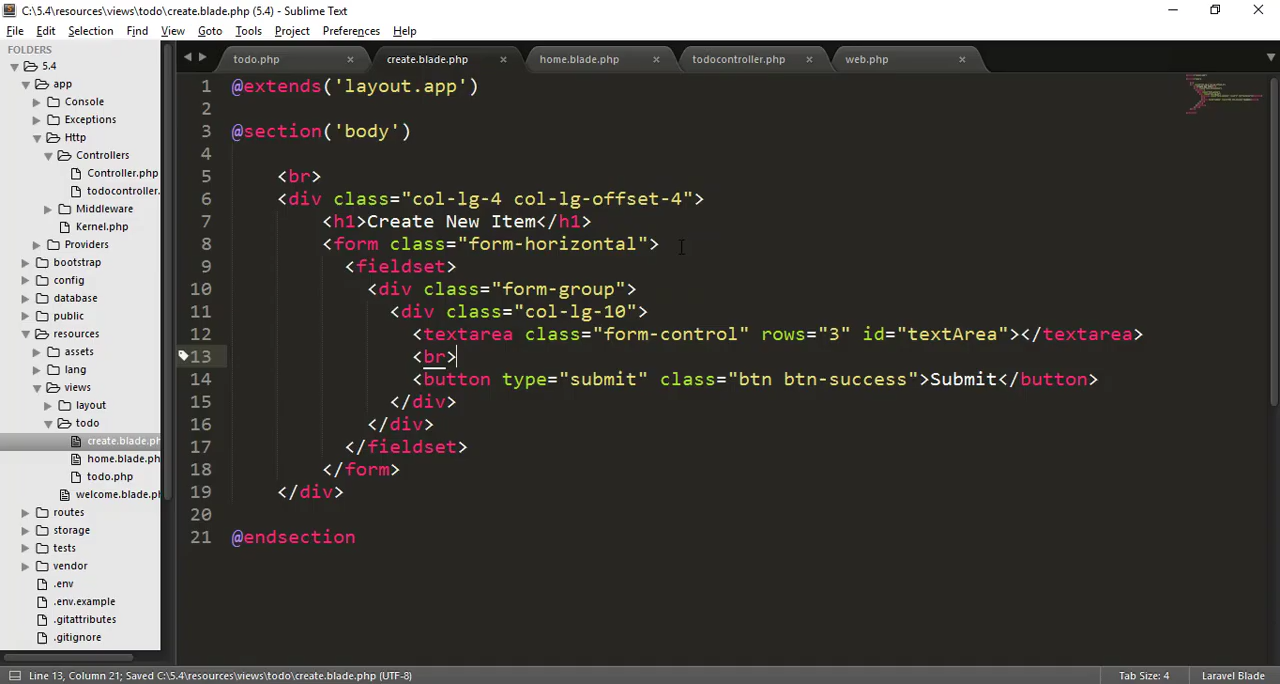 C:\5.4\resources\views\todo\create.blade.php (5.4) - Sublime Text
File Edit Selection Find View Goto Tools Project Preferences Help
FOLDERS
5.4
app
Console
Exceptions
Http
Controllers
Controller.php
todocontroller.
Middleware
Kernel.php
Providers
bootstrap
config
database
public
resources
assets
lang
views
layout
todo
create.blade.ph
home.blade.ph
todo.php
welcome.blade.ph
routes
storage
tests
vendor
.env
.env.example
.gitattributes
.gitignore
todo.php × create.blade.php × home.blade.php × todocontroller.php × web.php ×
1 @extends('layout.app')
2
3 @section('body')
4
5 <br>
6 <div class="col-lg-4 col-lg-offset-4">
7 <h1>Create New Item</h1>
8 <form class="form-horizontal">
9 <fieldset>
10 <div class="form-group">
11 <div class="col-lg-10">
12 <textarea class="form-control" rows="3" id="textArea"></textarea>
13 <br>
14 <button type="submit" class="btn btn-success">Submit</button>
15 </div>
16 </div>
17 </fieldset>
18 </form>
19 </div>
20
21 @endsection
Line 13, Column 21; Saved C:\5.4\resources\views\todo\create.blade.php (UTF-8) Tab Size: 4 Laravel Blade